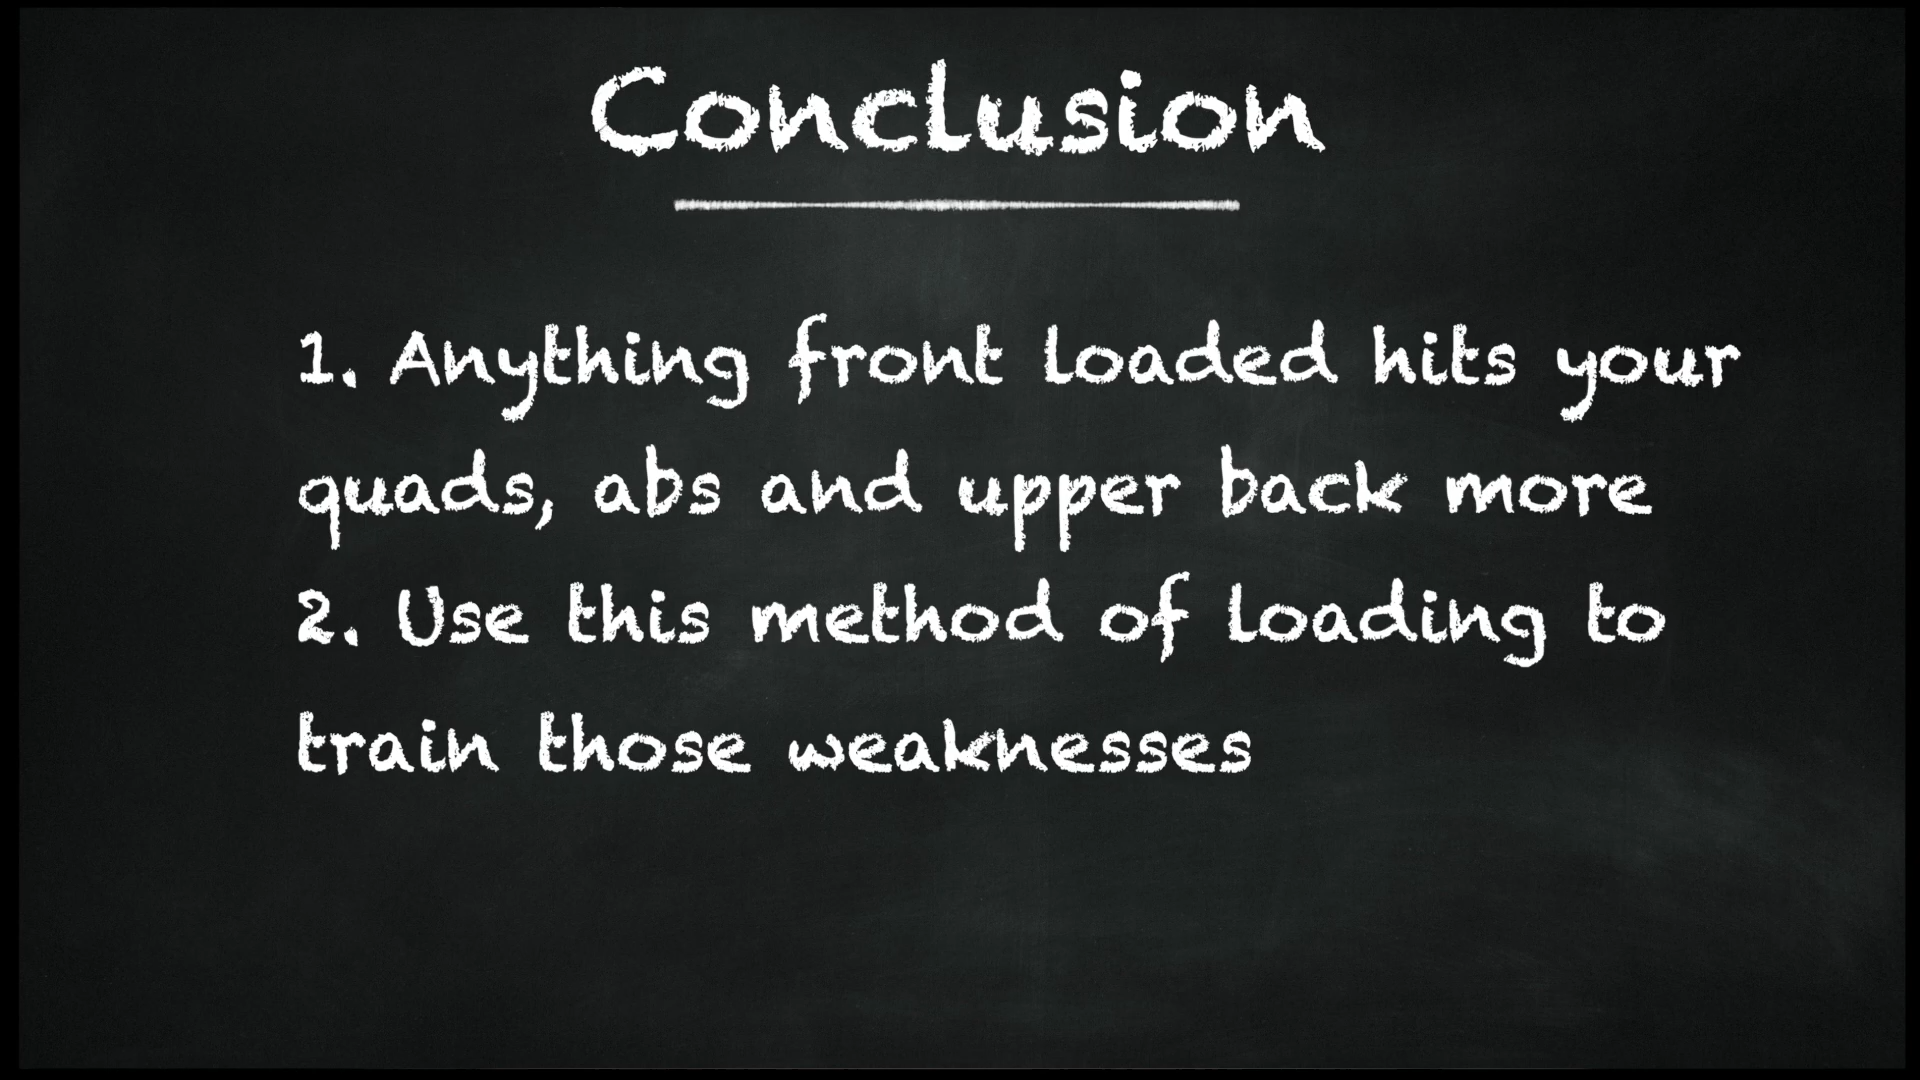 Conclusion
1. Anything front loaded hits your
quads, abs and upper back more
2. Use this method of loading to
train those weaknesses